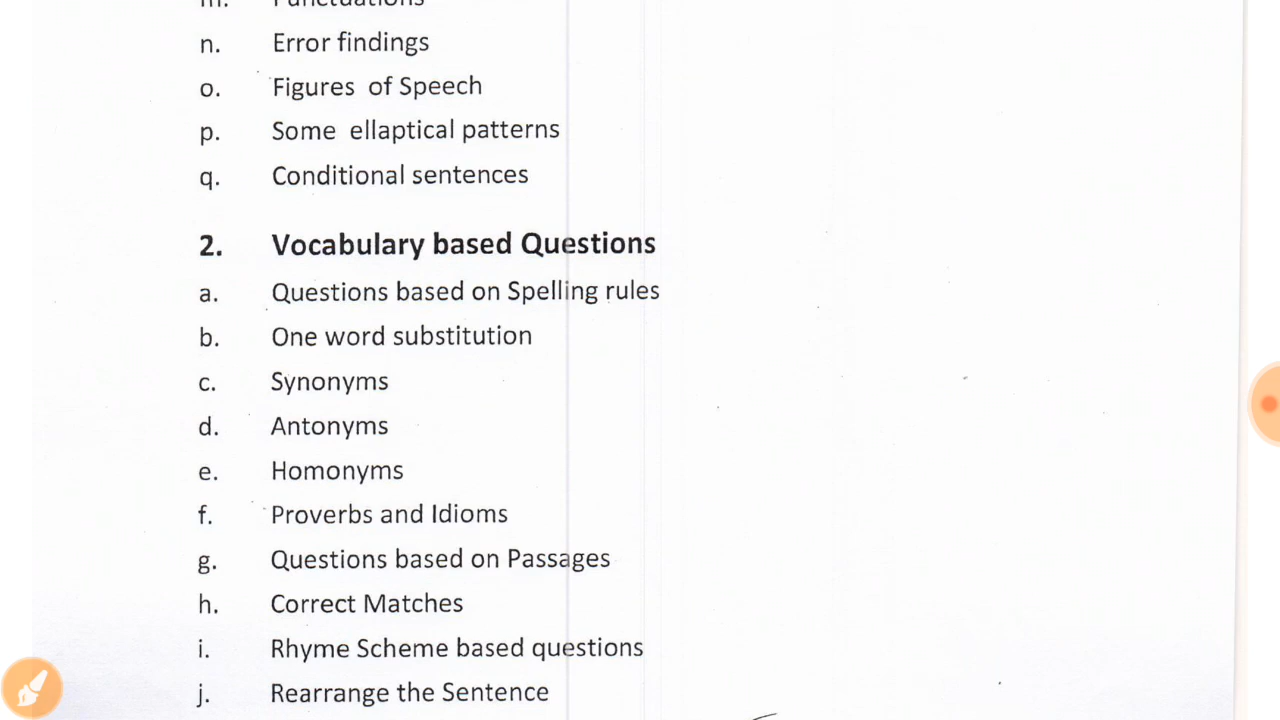 m. Punctuations
n. Error findings
o. Figures of Speech
p. Some ellaptical patterns
q. Conditional sentences
2. Vocabulary based Questions
a. Questions based on Spelling rules
b. One word substitution
c. Synonyms
d. Antonyms
e. Homonyms
f. Proverbs and Idioms
g. Questions based on Passages
h. Correct Matches
i. Rhyme Scheme based questions
j. Rearrange the Sentence